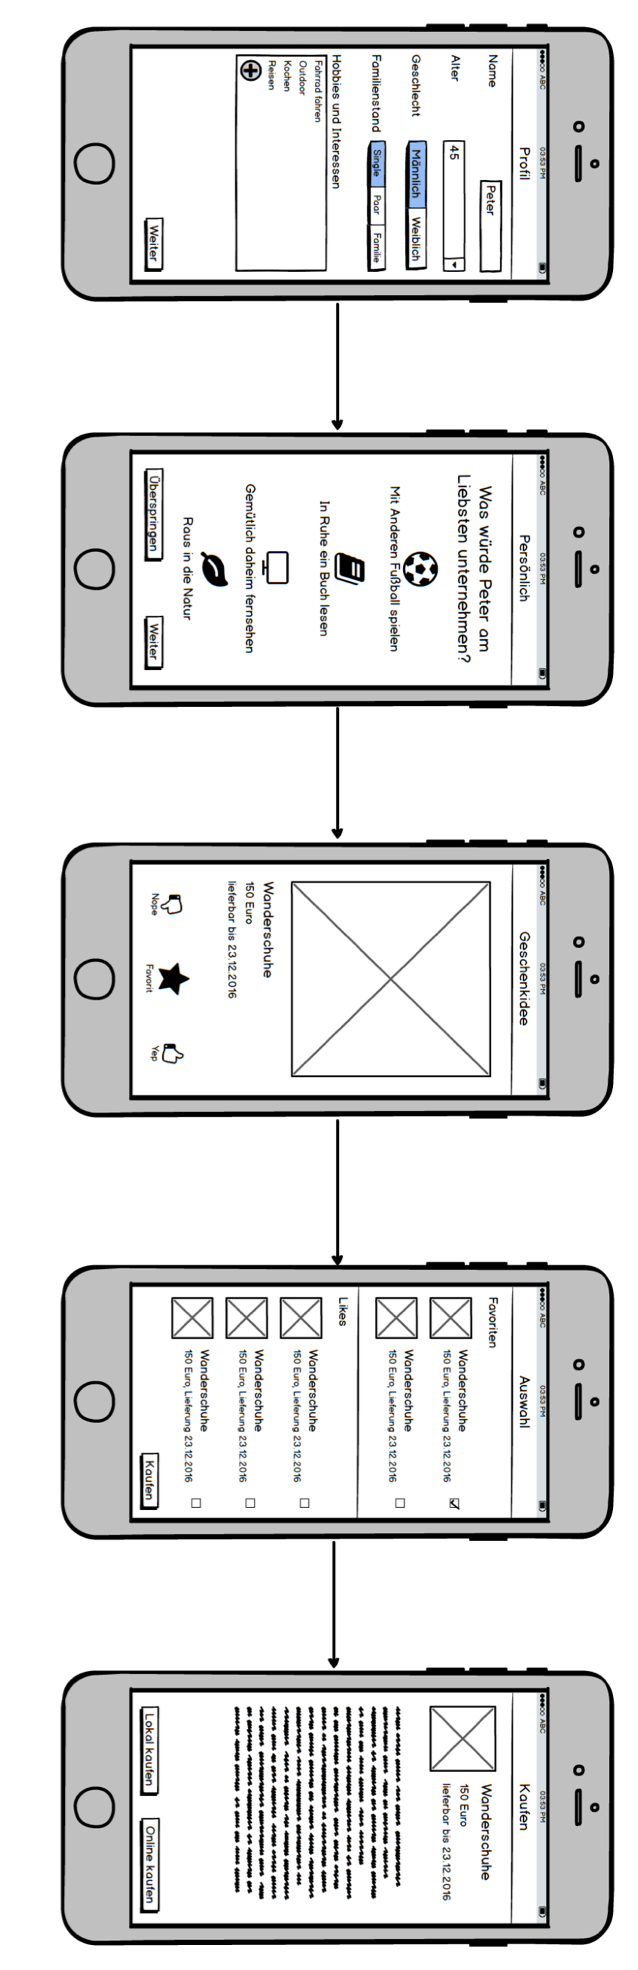 ●●●○○ ABC 03:53 PM
Profil
Name Peter
Alter 45
Geschlecht Männlich Weiblich
Familienstand Single Paar Familie
Hobbies und Interessen
Fahrrad fahren
Outdoor
Kochen
Reisen
Weiter
●●●○○ ABC 03:53 PM
Persönlich
Was würde Peter am
Liebsten unternehmen?
Mit Anderen Fußball spielen
In Ruhe ein Buch lesen
Gemütlich daheim fernsehen
Raus in die Natur
Überspringen Weiter
●●●○○ ABC 03:53 PM
Geschenkidee
Wanderschuhe
150 Euro
lieferbar bis 23.12.2016
Nope Favorit Yep
●●●○○ ABC 03:53 PM
Auswahl
Favoriten
Wanderschuhe
150 Euro, Lieferung 23.12.2016
Wanderschuhe
150 Euro, Lieferung 23.12.2016
Likes
Wanderschuhe
150 Euro, Lieferung 23.12.2016
Wanderschuhe
150 Euro, Lieferung 23.12.2016
Wanderschuhe
150 Euro, Lieferung 23.12.2016
Kaufen
●●●○○ ABC 03:53 PM
Kaufen
Wanderschuhe
150 Euro
lieferbar bis 23.12.2016
Lokal kaufen Online kaufen